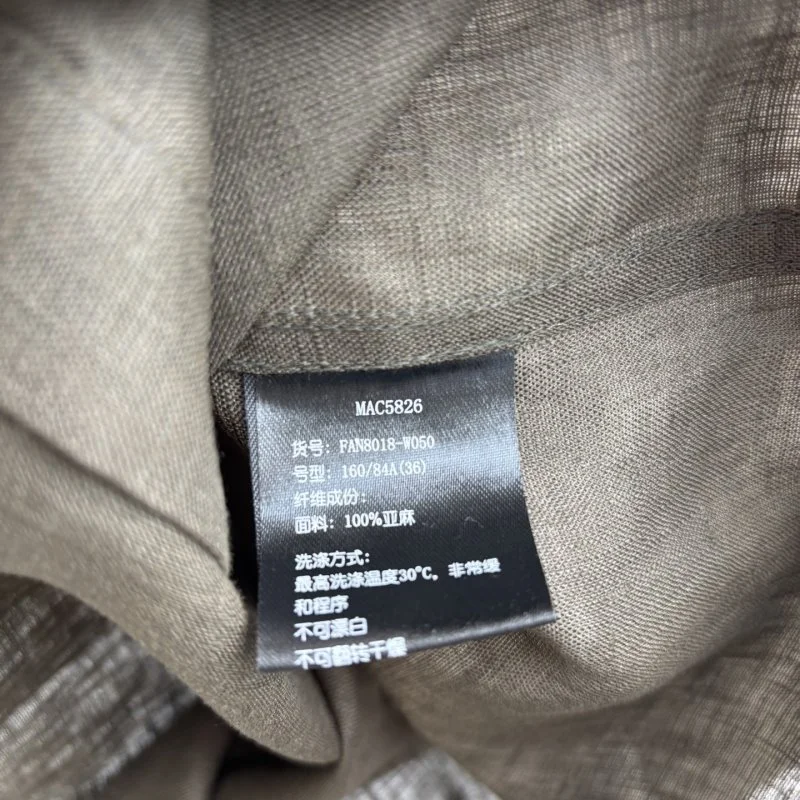 MAC5826
货号: FAN8018-W050
号型: 160/84A(36)
纤维成份:
面料: 100%亚麻
洗涤方式:
最高洗涤温度30°C, 非常缓
和程序
不可漂白
不可翻转干燥